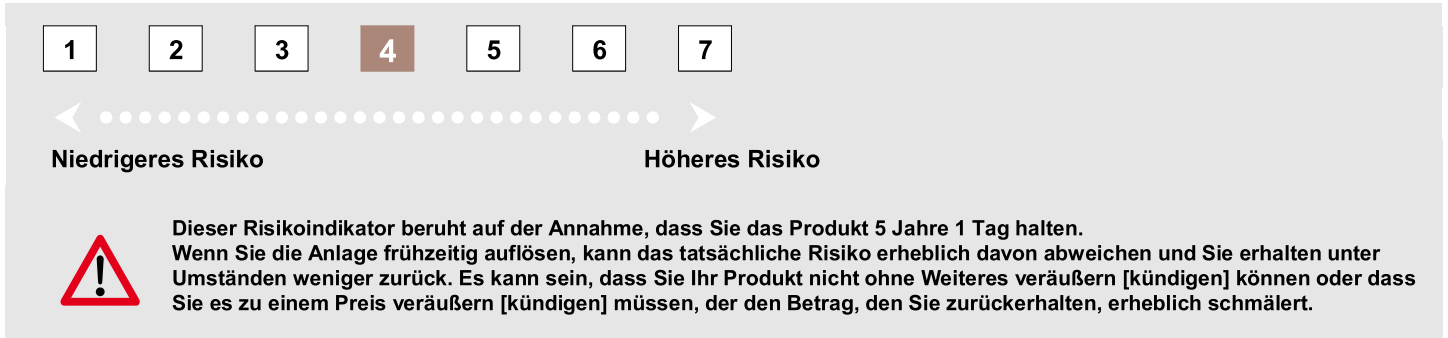 1 2 3 4 5 6 7
Niedrigeres Risiko Höheres Risiko
Dieser Risikoindikator beruht auf der Annahme, dass Sie das Produkt 5 Jahre 1 Tag halten.
Wenn Sie die Anlage frühzeitig auflösen, kann das tatsächliche Risiko erheblich davon abweichen und Sie erhalten unter
Umständen weniger zurück. Es kann sein, dass Sie Ihr Produkt nicht ohne Weiteres veräußern [kündigen] können oder dass
Sie es zu einem Preis veräußern [kündigen] müssen, der den Betrag, den Sie zurückerhalten, erheblich schmälert.